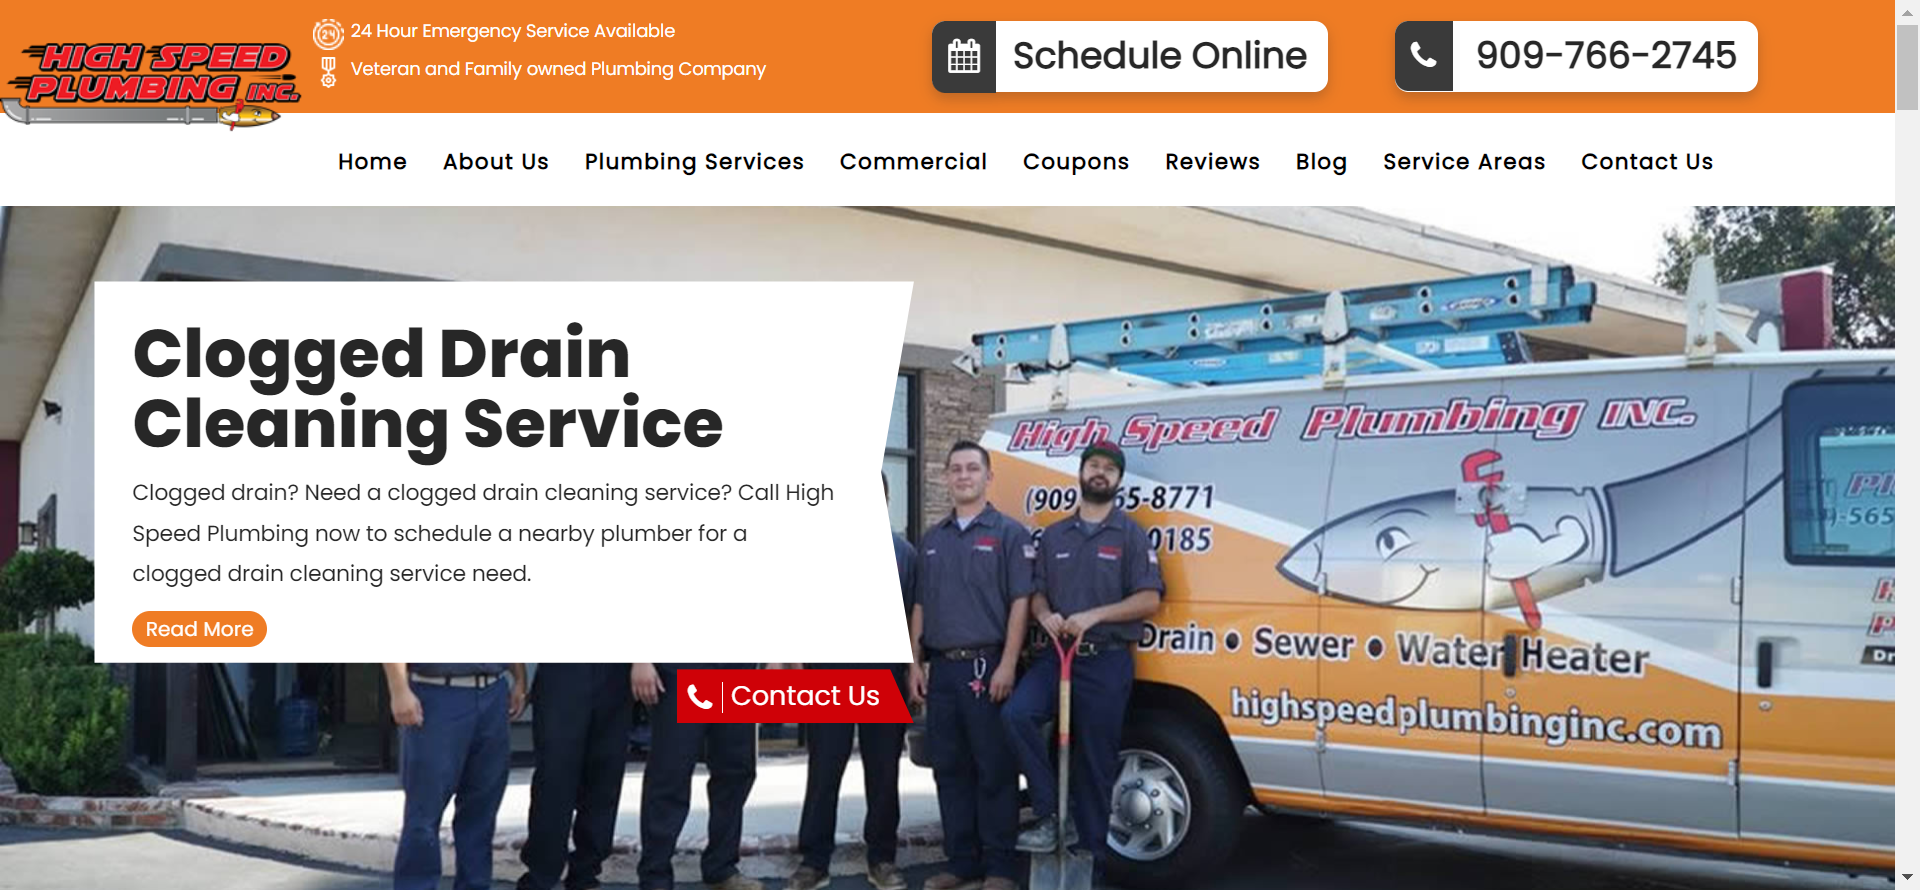 HIGH SPEED
PLUMBING INC.
24 Hour Emergency Service Available
Veteran and Family owned Plumbing Company
Schedule Online
909-766-2745
Home
About Us
Plumbing Services
Commercial
Coupons
Reviews
Blog
Service Areas
Contact Us
Clogged Drain
Cleaning Service
Clogged drain? Need a clogged drain cleaning service? Call High
Speed Plumbing now to schedule a nearby plumber for a
clogged drain cleaning service need.
Read More
Contact Us
High Speed Plumbing INC.
(909 65-8771
0185
Drain • Sewer • Water Heater
highspeedplumbinginc.com
-565